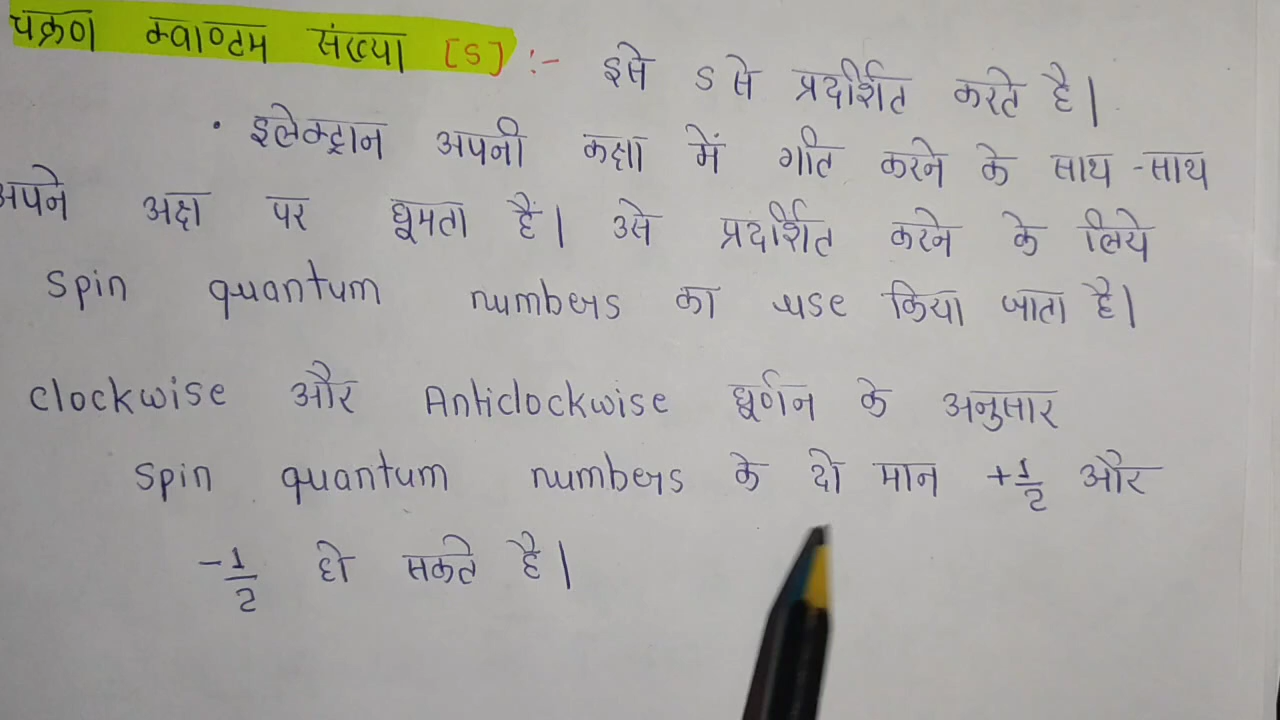 चक्रण क्वाण्टम संख्या [S] :- इसे S से प्रदर्शित करते है।
• इलेक्ट्रान अपनी कक्षा में गति करने के साथ-साथ
अपने अक्ष पर घूमता हैं। उसे प्रदर्शित करने के लिये
spin quantum numbers का use किया जाता है।
clockwise और Anticlockwise घूर्णन के अनुसार
spin quantum numbers के दो मान +1/2 और
-1/2 हो सकते है।